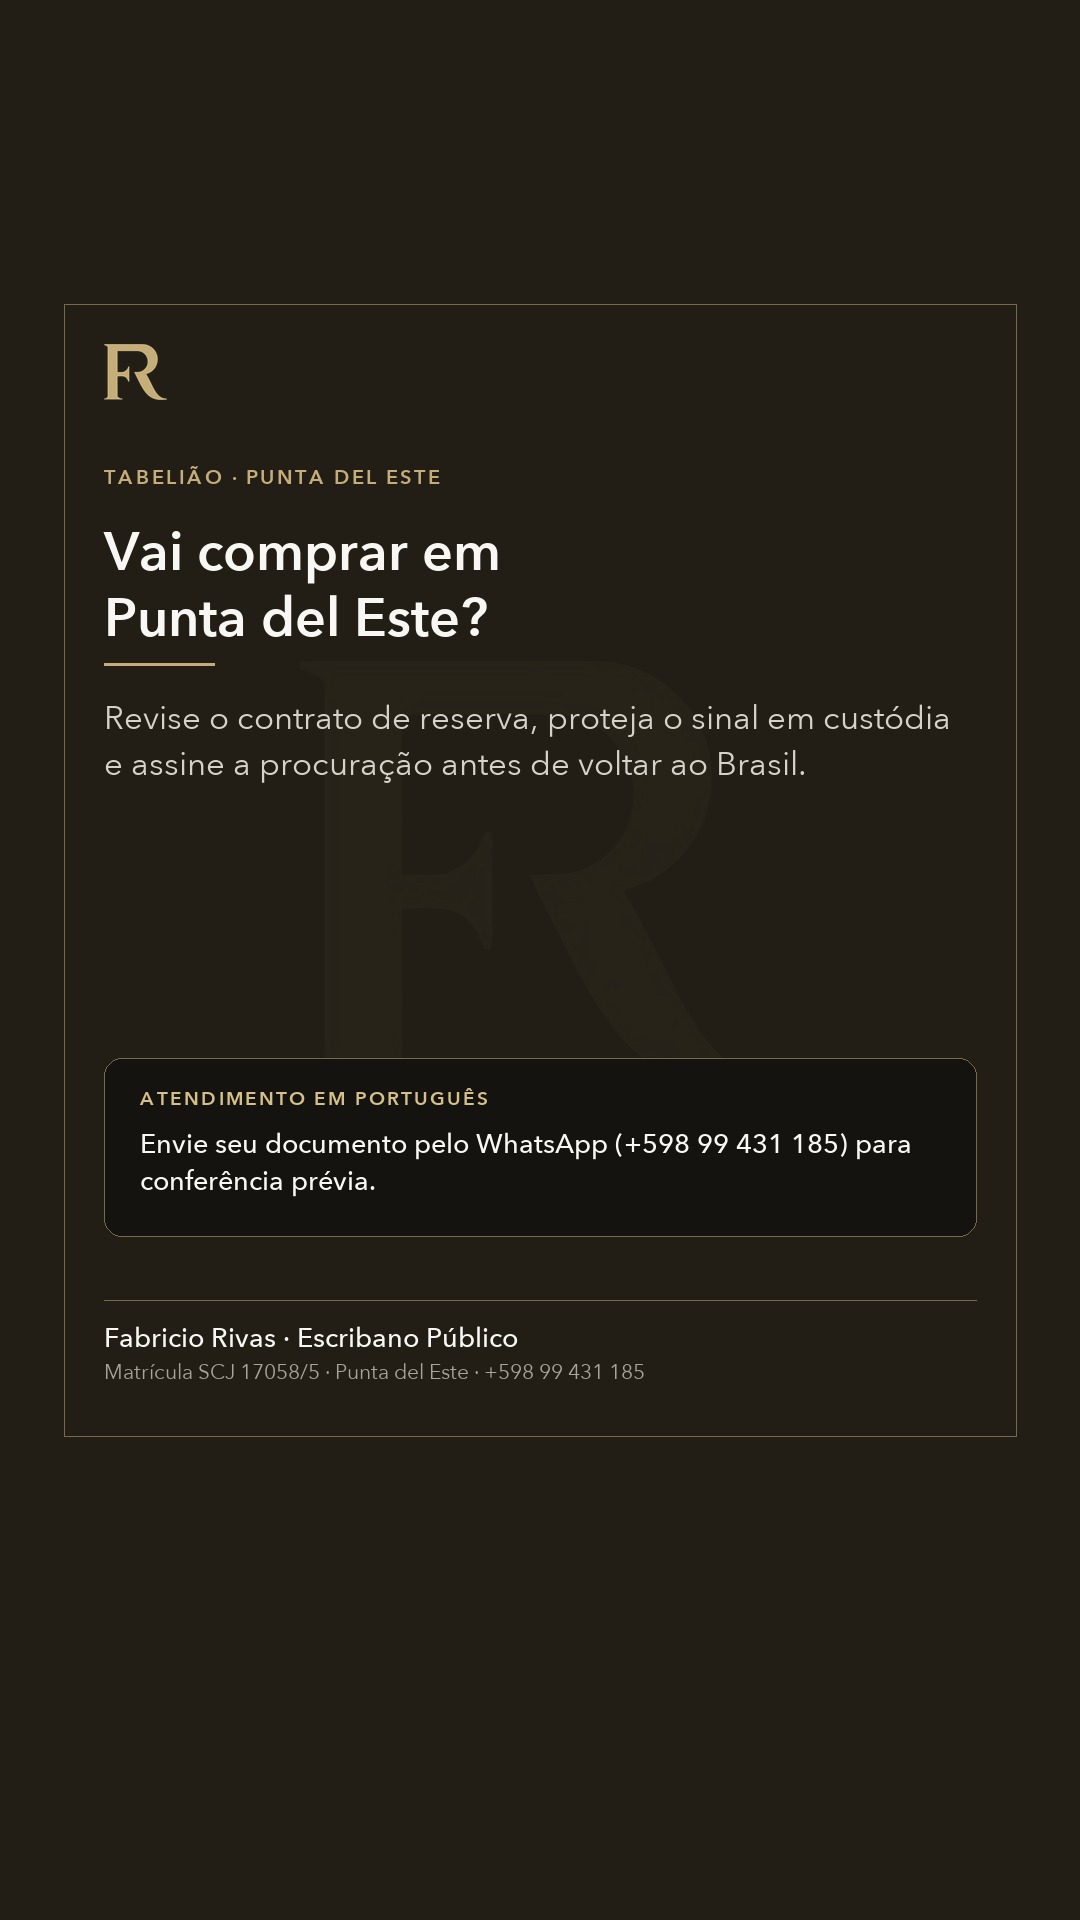 FR
TABELIÃO · PUNTA DEL ESTE
Vai comprar em
Punta del Este?
Revise o contrato de reserva, proteja o sinal em custódia
e assine a procuração antes de voltar ao Brasil.
ATENDIMENTO EM PORTUGUÊS
Envie seu documento pelo WhatsApp (+598 99 431 185) para
conferência prévia.
Fabricio Rivas · Escribano Público
Matrícula SCJ 17058/5 · Punta del Este · +598 99 431 185